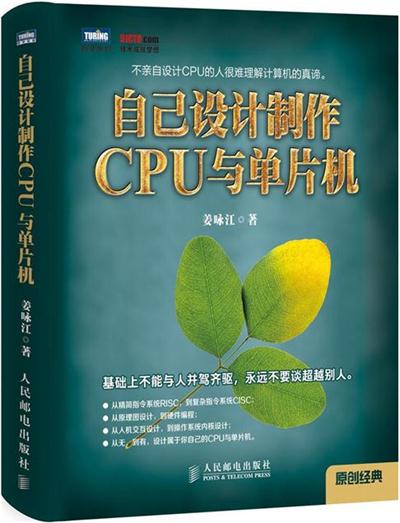 TURING
51CTO.com
技术成就梦想
不亲自设计CPU的人很难理解计算机的真谛。
自己设计制作
CPU与单片机
姜咏江 著
基础上不能与人并驾齐驱，永远不要谈超越别人。
从精简指令系统RISC，到复杂指令系统CISC；
从原理图设计，到硬件编程；
从人机交互设计，到操作系统内核设计；
从无，到有，设计属于你自己的CPU与单片机。
人民邮电出版社
POSTS & TELECOM PRESS
原创经典
TURING
自己设计制作CPU与单片机
姜咏江 著
人民邮电出版社